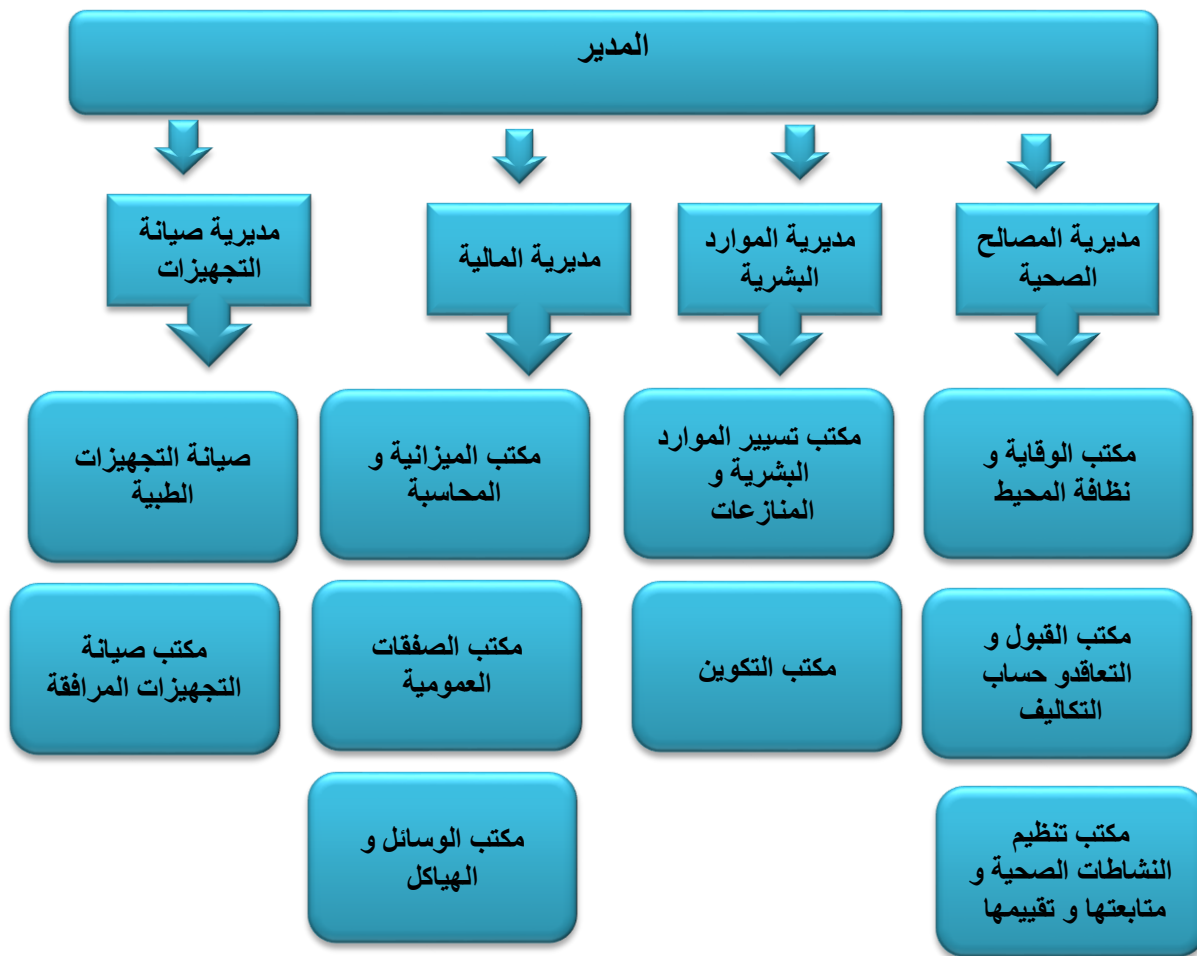 المدير
مديرية المصالح
الصحية
مديرية الموارد
البشرية
مديرية المالية
مديرية صيانة
التجهيزات
مكتب الوقاية و
نظافة المحيط
مكتب تسيير الموارد
البشرية و
المنازعات
مكتب الميزانية و
المحاسبة
صيانة التجهيزات
الطبية
مكتب القبول و
التعاقدو حساب
التكاليف
مكتب التكوين
مكتب الصفقات
العمومية
مكتب صيانة
التجهيزات المرافقة
مكتب تنظيم
النشاطات الصحية و
متابعتها و تقييمها
مكتب الوسائل و
الهياكل